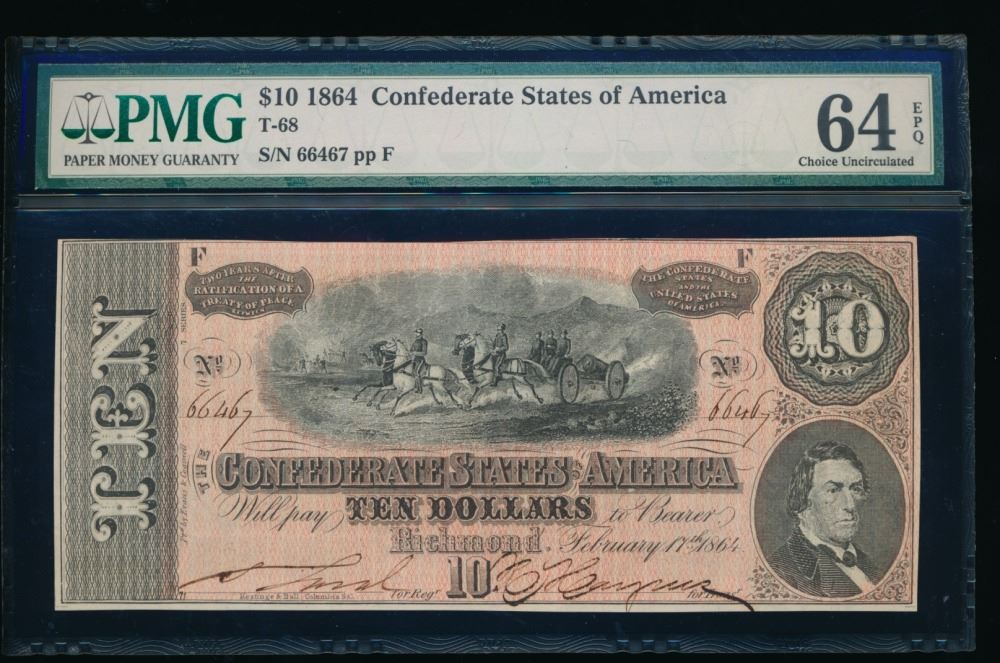 PMG
PAPER MONEY GUARANTY
$10 1864 Confederate States of America
T-68
S/N 66467 pp F
64 EPQ
Choice Uncirculated
F F
TWO YEARS AFTER
THE
RATIFICATION OF A
TREATY OF PEACE
BETWEEN
THE CONFEDERATE
STATES
AND THE
UNITED STATES
OF AMERICA.
10
SERIES
TEN
No No
66467 66467
THE
CONFEDERATE STATES OF AMERICA
Will pay TEN DOLLARS to Bearer
Richmond. February 17th 1864
10
for Regr.
Keatinge & Ball, Columbia S.C.